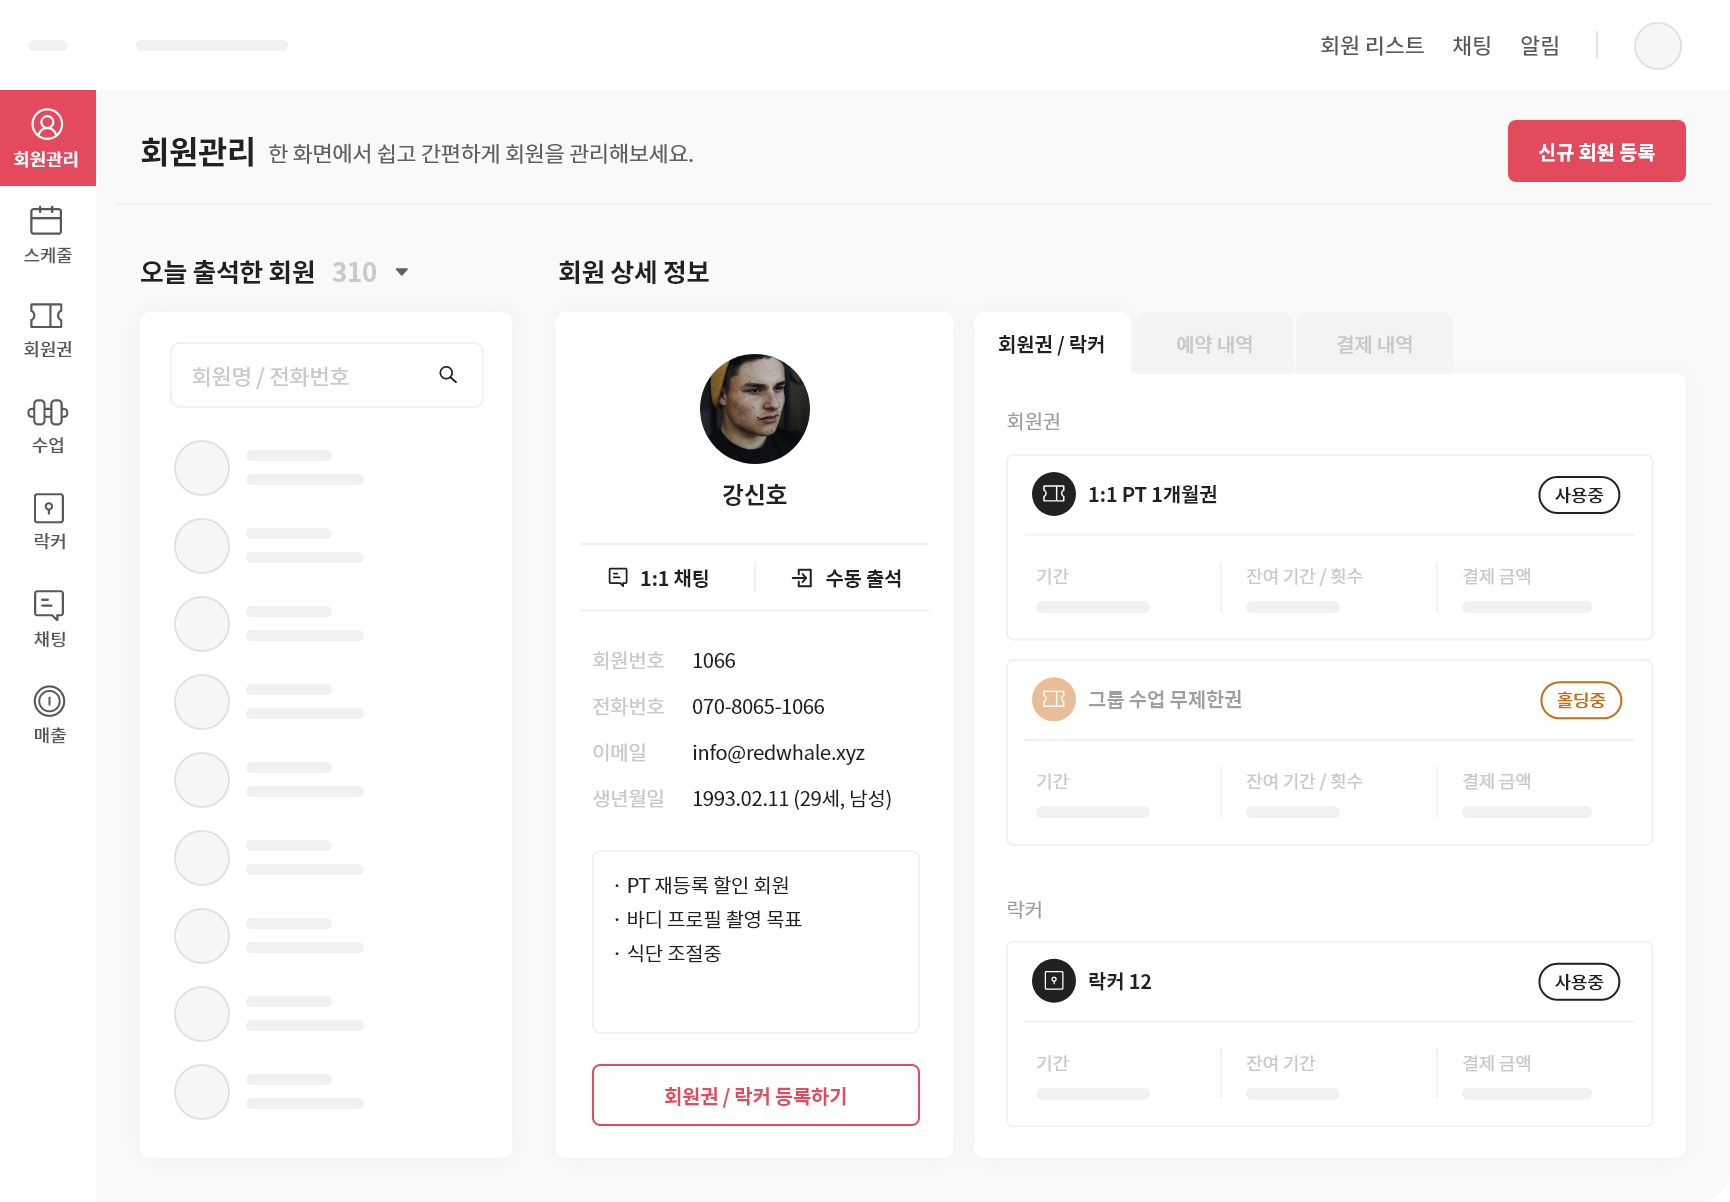 회원 리스트 채팅 알림
회원관리
스케줄
회원권
수업
락커
채팅
매출
회원관리 한 화면에서 쉽고 간편하게 회원을 관리해보세요.
신규 회원 등록
오늘 출석한 회원 310
회원명 / 전화번호
회원 상세 정보
강신호
1:1 채팅 수동 출석
회원번호 1066
전화번호 070-8065-1066
이메일 info@redwhale.xyz
생년월일 1993.02.11 (29세, 남성)
· PT 재등록 할인 회원
· 바디 프로필 촬영 목표
· 식단 조절중
회원권 / 락커 등록하기
회원권 / 락커 예약 내역 결제 내역
회원권
1:1 PT 1개월권 사용중
기간 잔여 기간 / 횟수 결제 금액
그룹 수업 무제한권 홀딩중
기간 잔여 기간 / 횟수 결제 금액
락커
락커 12 사용중
기간 잔여 기간 결제 금액